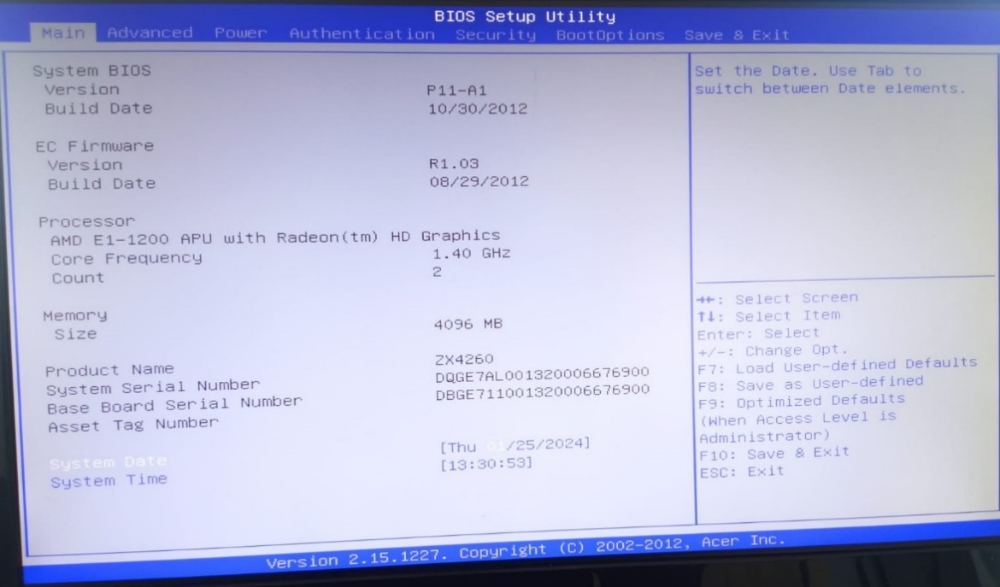 BIOS Setup Utility
Main Advanced Power Authentication Security BootOptions Save & Exit
System BIOS
Version P11-A1
Build Date 10/30/2012
EC Firmware
Version R1.03
Build Date 08/29/2012
Processor
AMD E1-1200 APU with Radeon(tm) HD Graphics
Core Frequency 1.40 GHz
Count 2
Memory
Size 4096 MB
Product Name ZX4260
System Serial Number DQGE7AL001320006676900
Base Board Serial Number DBGE711001320006676900
Asset Tag Number
System Date [Thu 01/25/2024]
System Time [13:30:53]
Set the Date. Use Tab to
switch between Date elements.
→←: Select Screen
↑↓: Select Item
Enter: Select
+/-: Change Opt.
F7: Load User-defined Defaults
F8: Save as User-defined
F9: Optimized Defaults
(When Access Level is
Administrator)
F10: Save & Exit
ESC: Exit
Version 2.15.1227. Copyright (C) 2002-2012, Acer Inc.